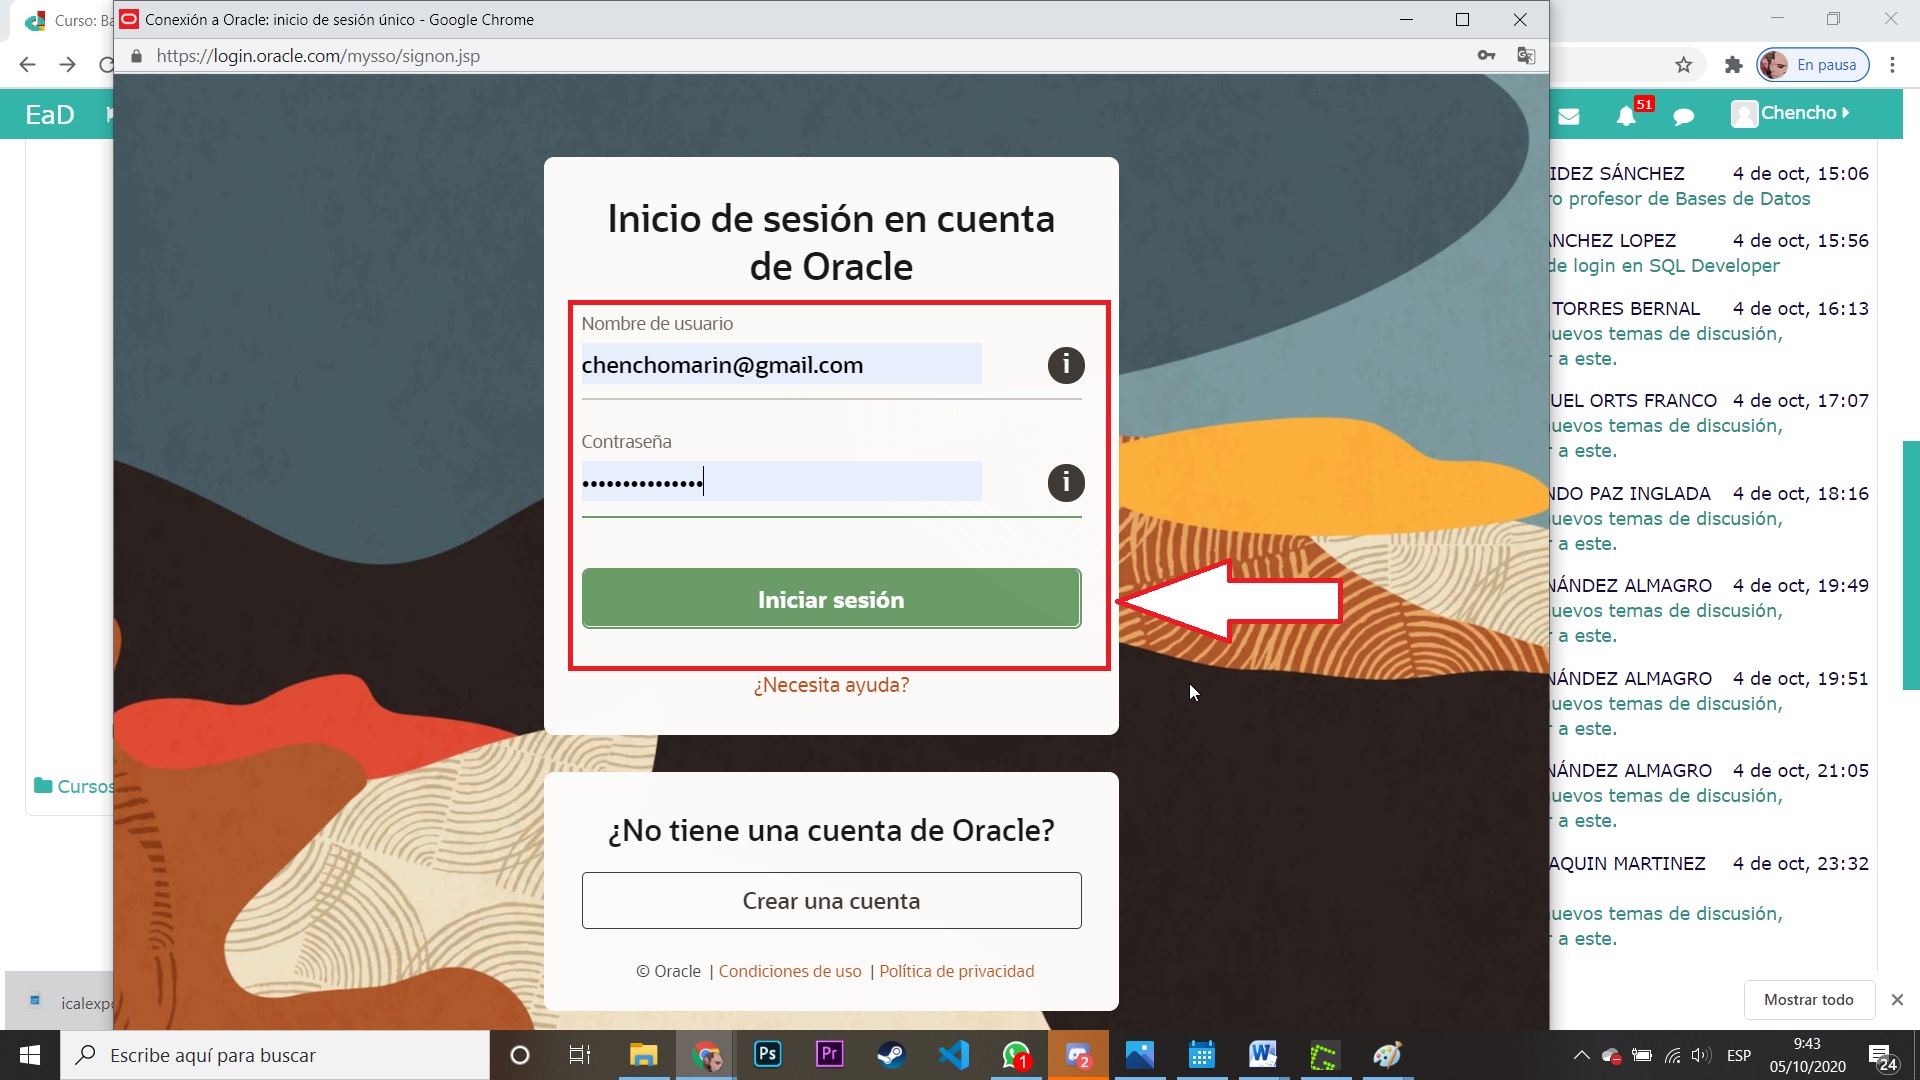 Curso: Ba
Conexión a Oracle: inicio de sesión único - Google Chrome
https://login.oracle.com/mysso/signon.jsp
En pausa
EaD
51
Chencho
Inicio de sesión en cuenta
de Oracle
Nombre de usuario
chenchomarin@gmail.com
i
Contraseña
•••••••••••••••
i
Iniciar sesión
¿Necesita ayuda?
¿No tiene una cuenta de Oracle?
Crear una cuenta
© Oracle | Condiciones de uso | Política de privacidad
IDEZ SÁNCHEZ 4 de oct, 15:06
ro profesor de Bases de Datos
ANCHEZ LOPEZ 4 de oct, 15:56
de login en SQL Developer
TORRES BERNAL 4 de oct, 16:13
uevos temas de discusión,
r a este.
UEL ORTS FRANCO 4 de oct, 17:07
uevos temas de discusión,
r a este.
NDO PAZ INGLADA 4 de oct, 18:16
uevos temas de discusión,
r a este.
NÁNDEZ ALMAGRO 4 de oct, 19:49
uevos temas de discusión,
r a este.
NÁNDEZ ALMAGRO 4 de oct, 19:51
uevos temas de discusión,
r a este.
NÁNDEZ ALMAGRO 4 de oct, 21:05
uevos temas de discusión,
r a este.
AQUIN MARTINEZ 4 de oct, 23:32
uevos temas de discusión,
r a este.
Cursos
icalexpo
Mostrar todo
Escribe aquí para buscar
Ps
Pr
1
2
W
ESP
9:43
05/10/2020
24